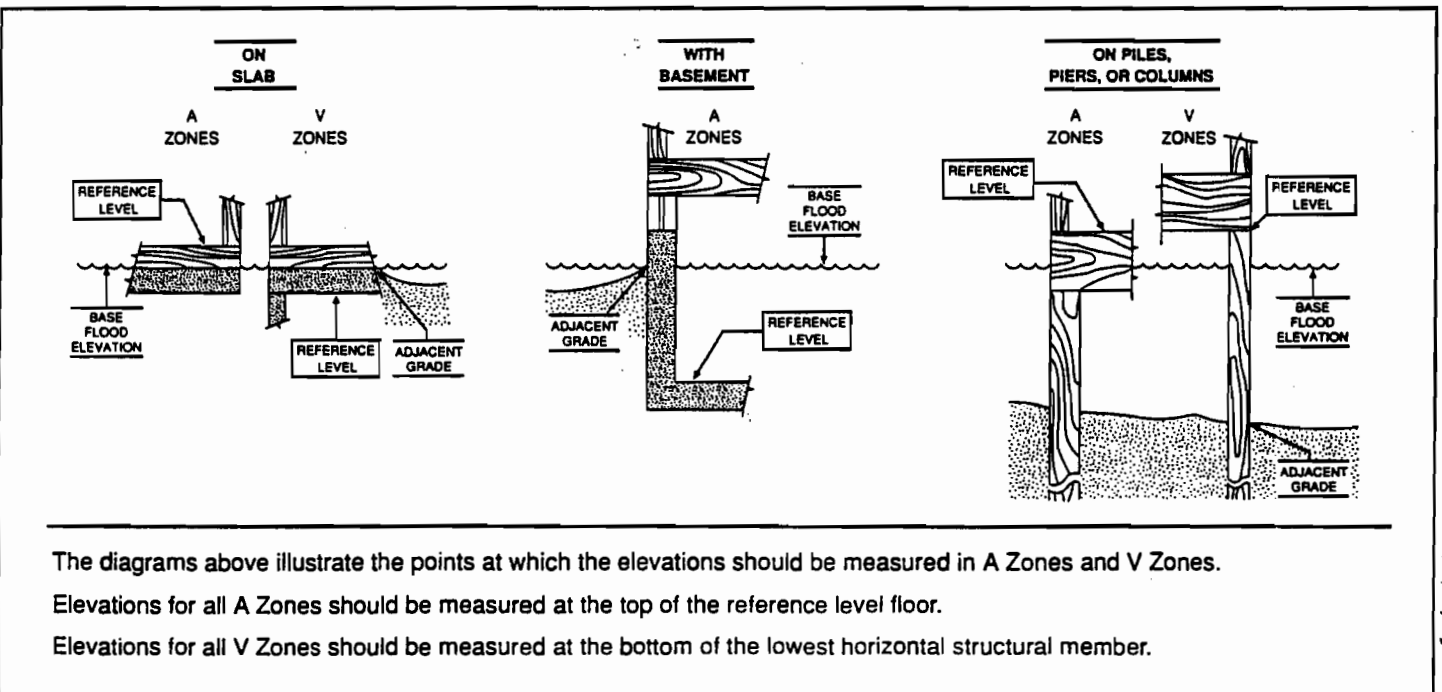 ON
SLAB
A
ZONES
V
ZONES
REFERENCE
LEVEL
BASE
FLOOD
ELEVATION
REFERENCE
LEVEL
ADJACENT
GRADE
WITH
BASEMENT
A
ZONES
BASE
FLOOD
ELEVATION
ADJACENT
GRADE
REFERENCE
LEVEL
ON PILES,
PIERS, OR COLUMNS
A
ZONES
V
ZONES
REFERENCE
LEVEL
REFERENCE
LEVEL
BASE
FLOOD
ELEVATION
ADJACENT
GRADE
The diagrams above illustrate the points at which the elevations should be measured in A Zones and V Zones.
Elevations for all A Zones should be measured at the top of the reference level floor.
Elevations for all V Zones should be measured at the bottom of the lowest horizontal structural member.